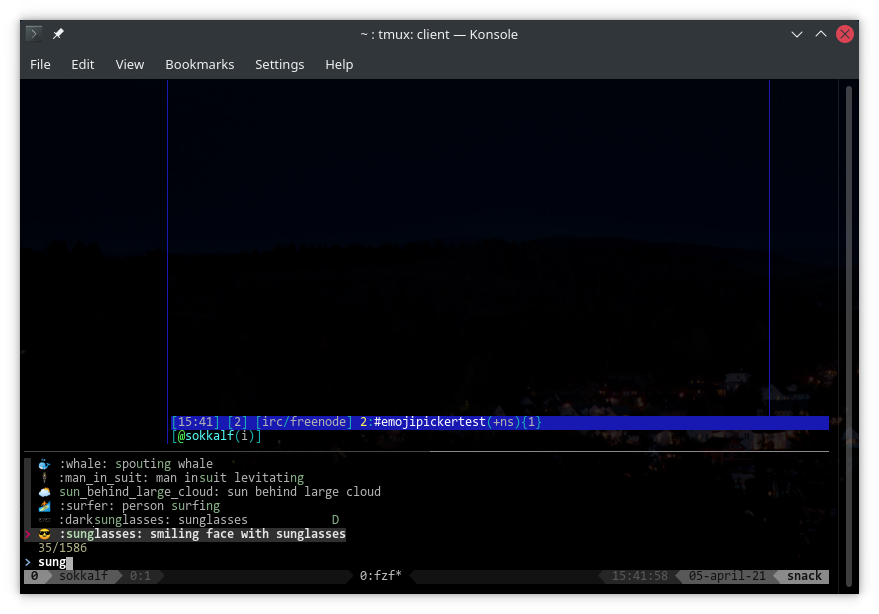 ~ : tmux: client — Konsole
File Edit View Bookmarks Settings Help
[15:41] [2] [irc/freenode] 2:#emojipickertest(+ns){1}
[@sokkalf(i)]
🐳 :whale: spouting whale
🕴 :man_in_suit: man in suit levitating
🌥 sun_behind_large_cloud: sun behind large cloud
🏄 :surfer: person surfing
🕶 :darksunglasses: sunglasses D
> 😎 :sunglasses: smiling face with sunglasses
35/1586
> sung
0 sokkalf 0:1 0:fzf* 15:41:58 05-april-21 snack